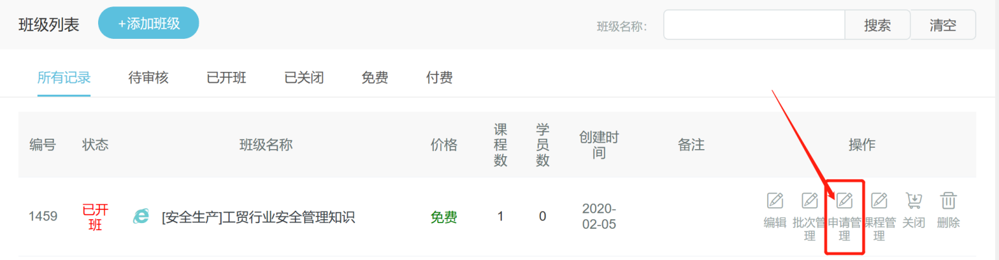 班级列表
+添加班级
班级名称：
搜索
清空
所有记录
待审核
已开班
已关闭
免费
付费
编号
状态
班级名称
价格
课
程
数
学
员
数
创建时
间
备注
操作
1459
已开
班
[安全生产]工贸行业安全管理知识
免费
1
0
2020-
02-05
编辑
批次管
理
申请管
理
课程管
理
关闭
删除